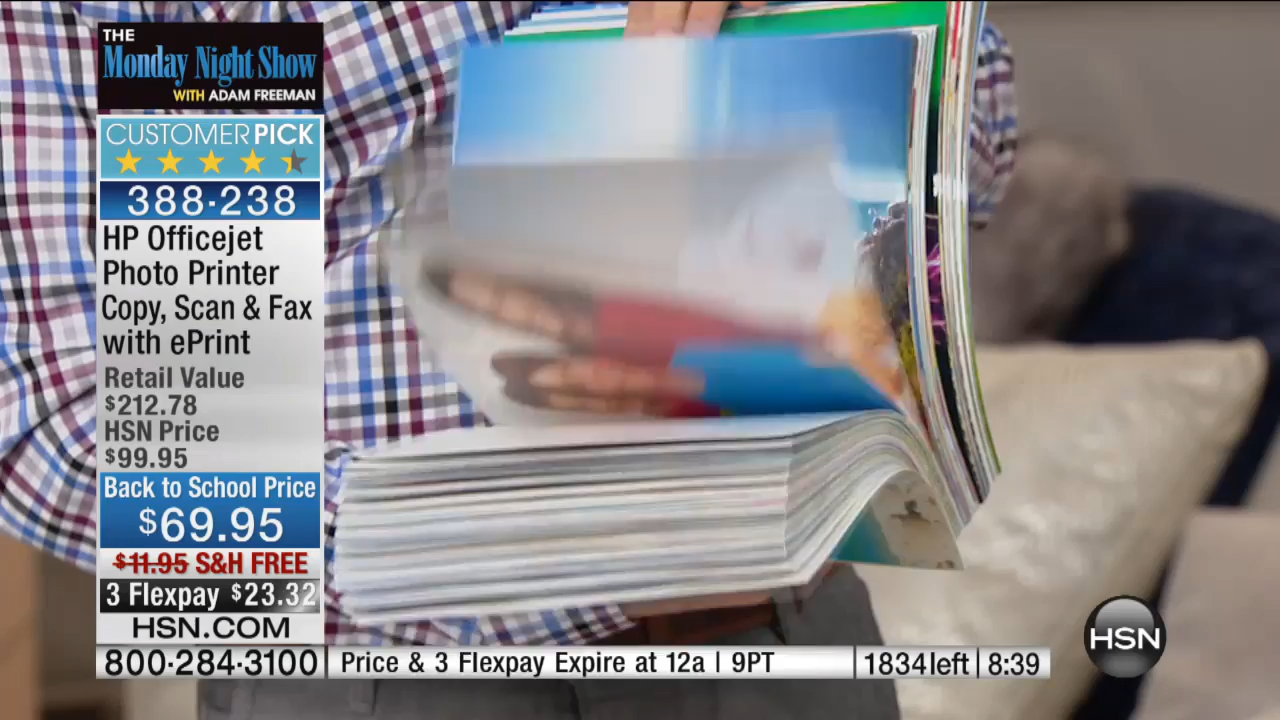 THE
Monday Night Show
WITH ADAM FREEMAN
CUSTOMER PICK
388-238
HP Officejet
Photo Printer
Copy, Scan & Fax
with ePrint
Retail Value
$212.78
HSN Price
$99.95
Back to School Price
$69.95
$11.95 S&H FREE
3 Flexpay $23.32
HSN.COM
800-284-3100
Price & 3 Flexpay Expire at 12a | 9PT
1834 left | 8:39
HSN